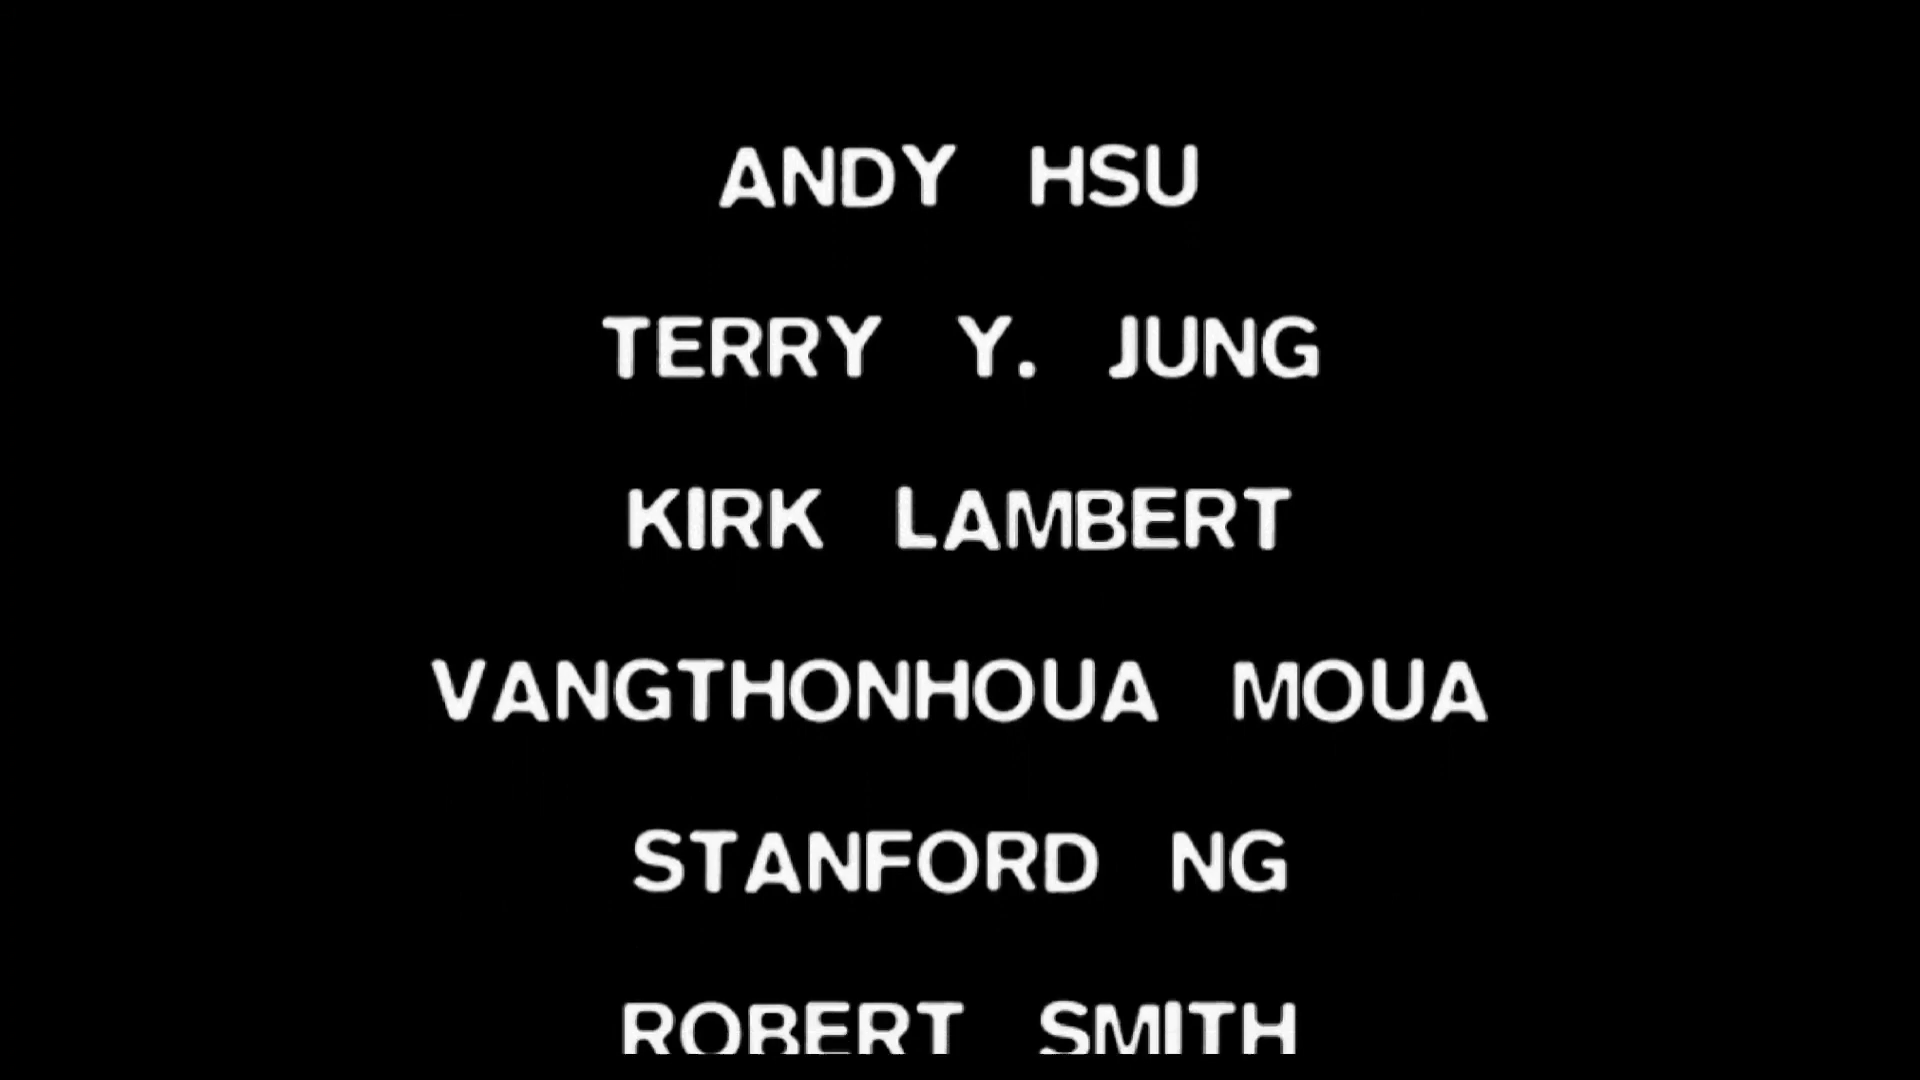 ANDY HSU
TERRY Y. JUNG
KIRK LAMBERT
VANGTHONHOUA MOUA
STANFORD NG
ROBERT SMITH